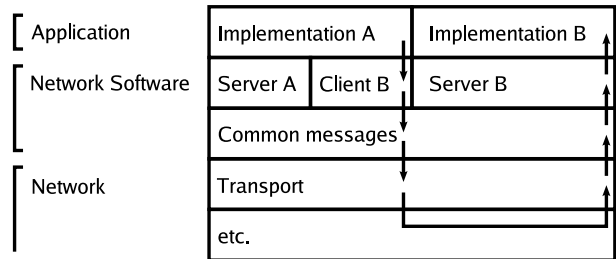 Application
Implementation A
Implementation B
Network Software
Server A
Client B
Server B
Common messages
Network
Transport
etc.